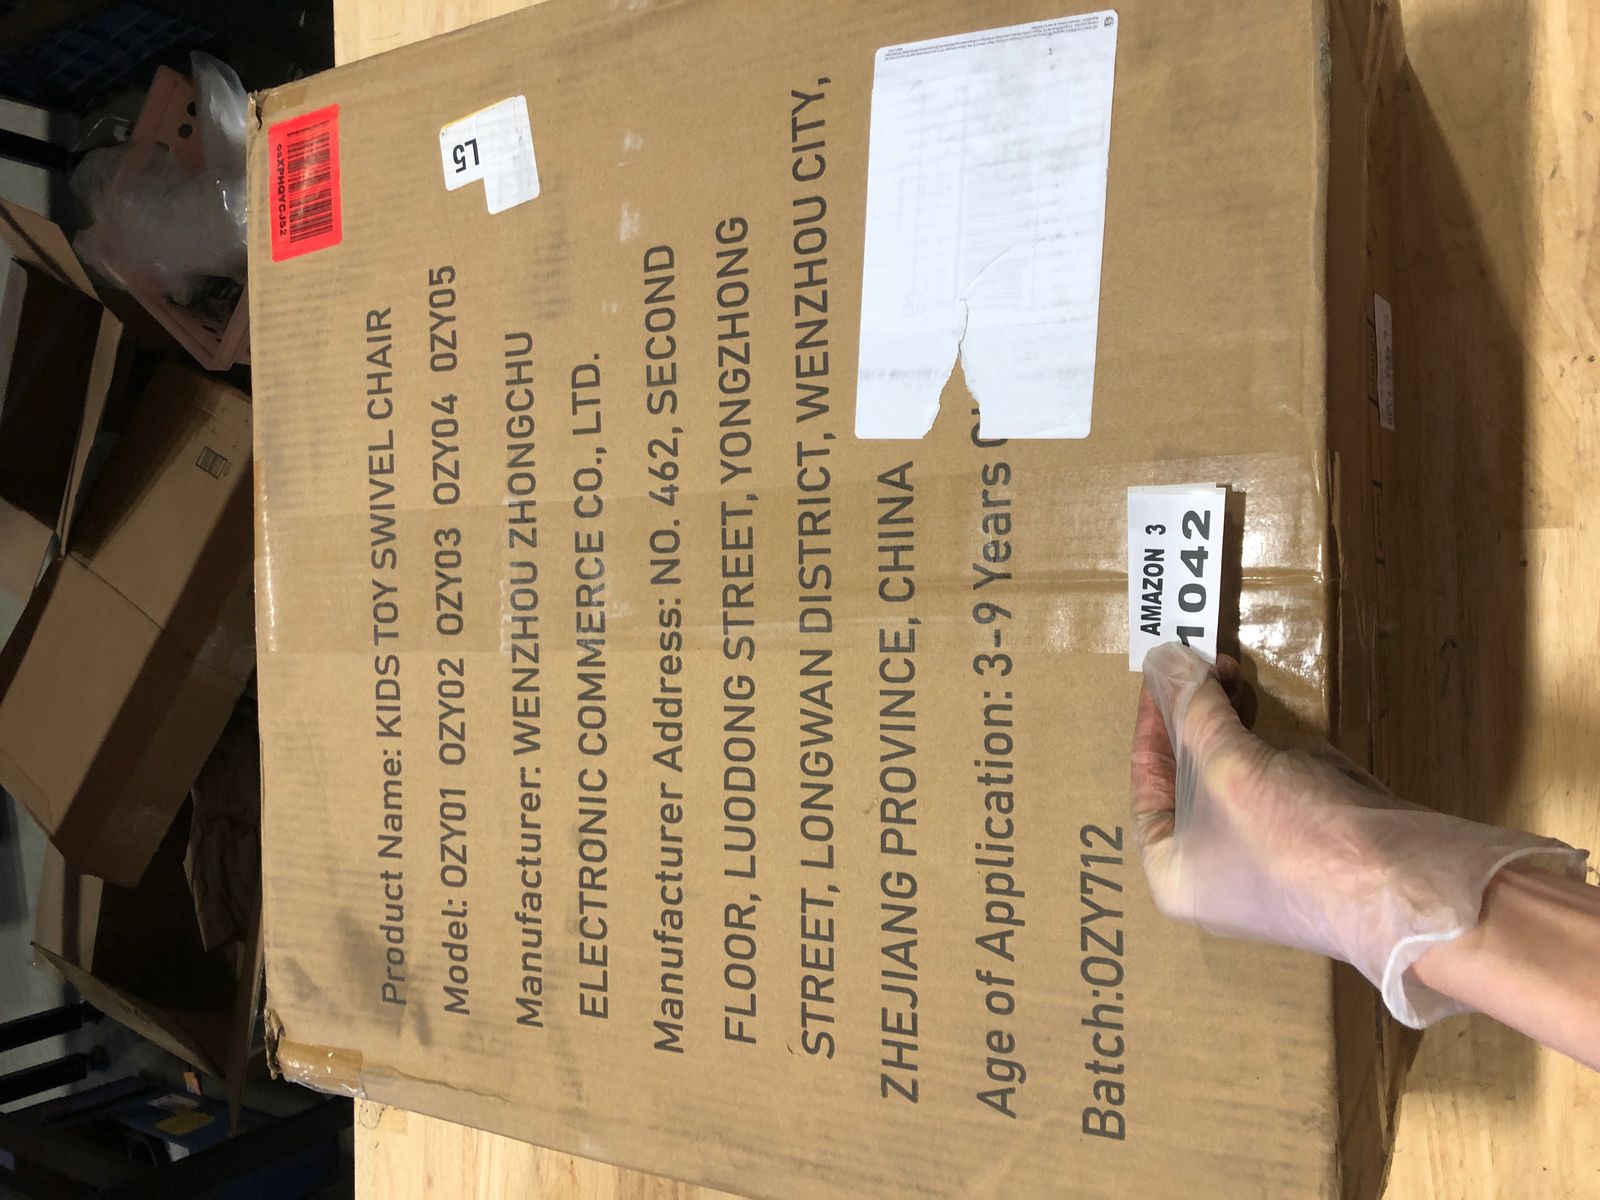 Product Name: KIDS TOY SWIVEL CHAIR
Model: OZY01 OZY02 OZY03 OZY04 OZY05
Manufacturer: WENZHOU ZHONGCHU
ELECTRONIC COMMERCE CO., LTD.
Manufacturer Address: NO. 462, SECOND
FLOOR, LUODONG STREET, YONGZHONG
STREET, LONGWAN DISTRICT, WENZHOU CITY,
ZHEJIANG PROVINCE, CHINA
Age of Application: 3-9 Years
Batch:OZY712
csXPHQYCJ52
L5
AMAZON 3
1042